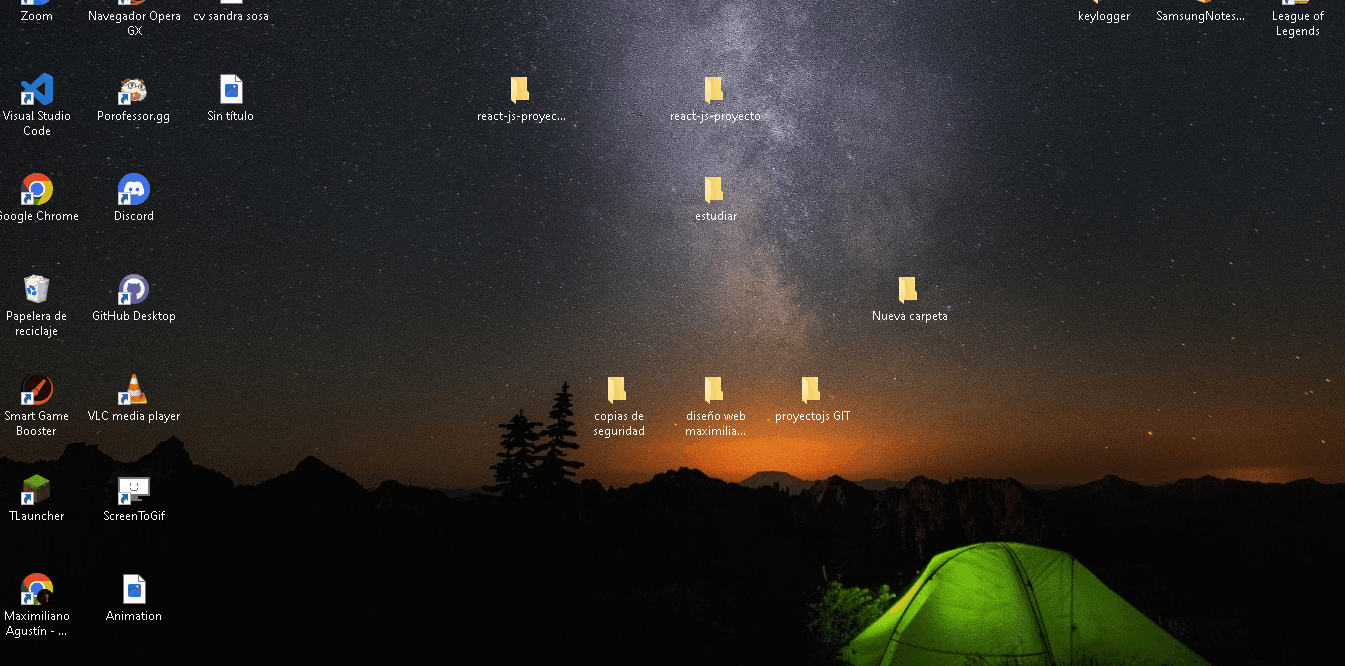 Zoom
Navegador Opera
GX
cv sandra sosa
keylogger
SamsungNotes...
League of
Legends
Visual Studio
Code
Porofessor.gg
Sin título
react-js-proyec...
react-js-proyecto
Google Chrome
Discord
estudiar
Papelera de
reciclaje
GitHub Desktop
Nueva carpeta
Smart Game
Booster
VLC media player
copias de
seguridad
diseño web
maximilia...
proyectojs GIT
TLauncher
ScreenToGif
Maximiliano
Agustín - ...
Animation